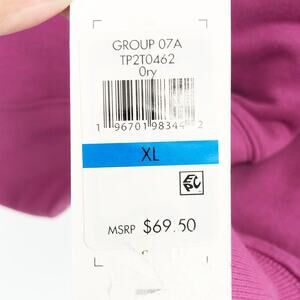 GROUP 07A
TP2T0462
0ry
1 96701 98344 2
XL
MSRP $69.50